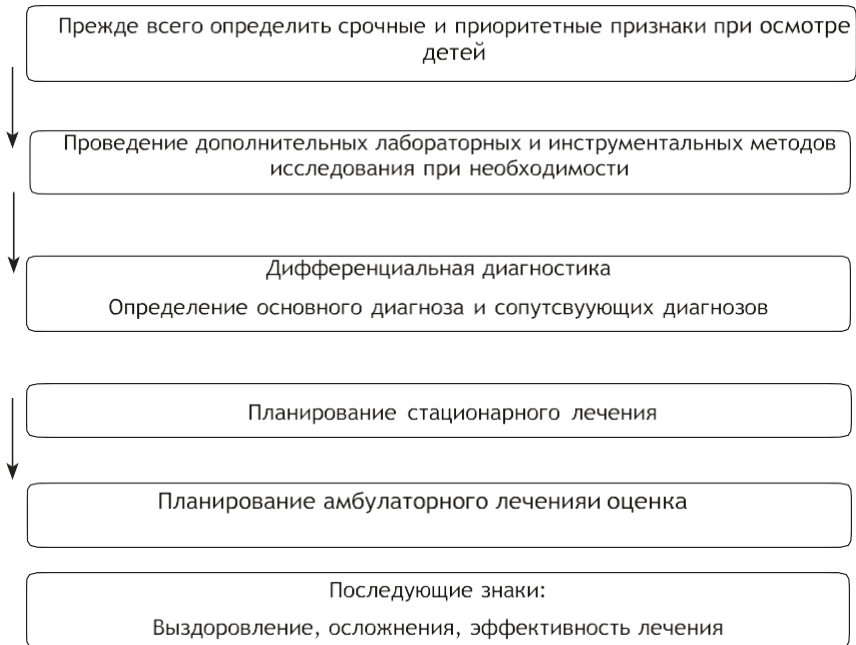 Прежде всего определить срочные и приоритетные признаки при осмотре
детей
Проведение дополнительных лабораторных и инструментальных методов
исследования при необходимости
Дифференциальная диагностика
Определение основного диагноза и сопутсвуующих диагнозов
Планирование стационарного лечения
Планирование амбулаторного леченияи оценка
Последующие знаки:
Выздоровление, осложнения, эффективность лечения